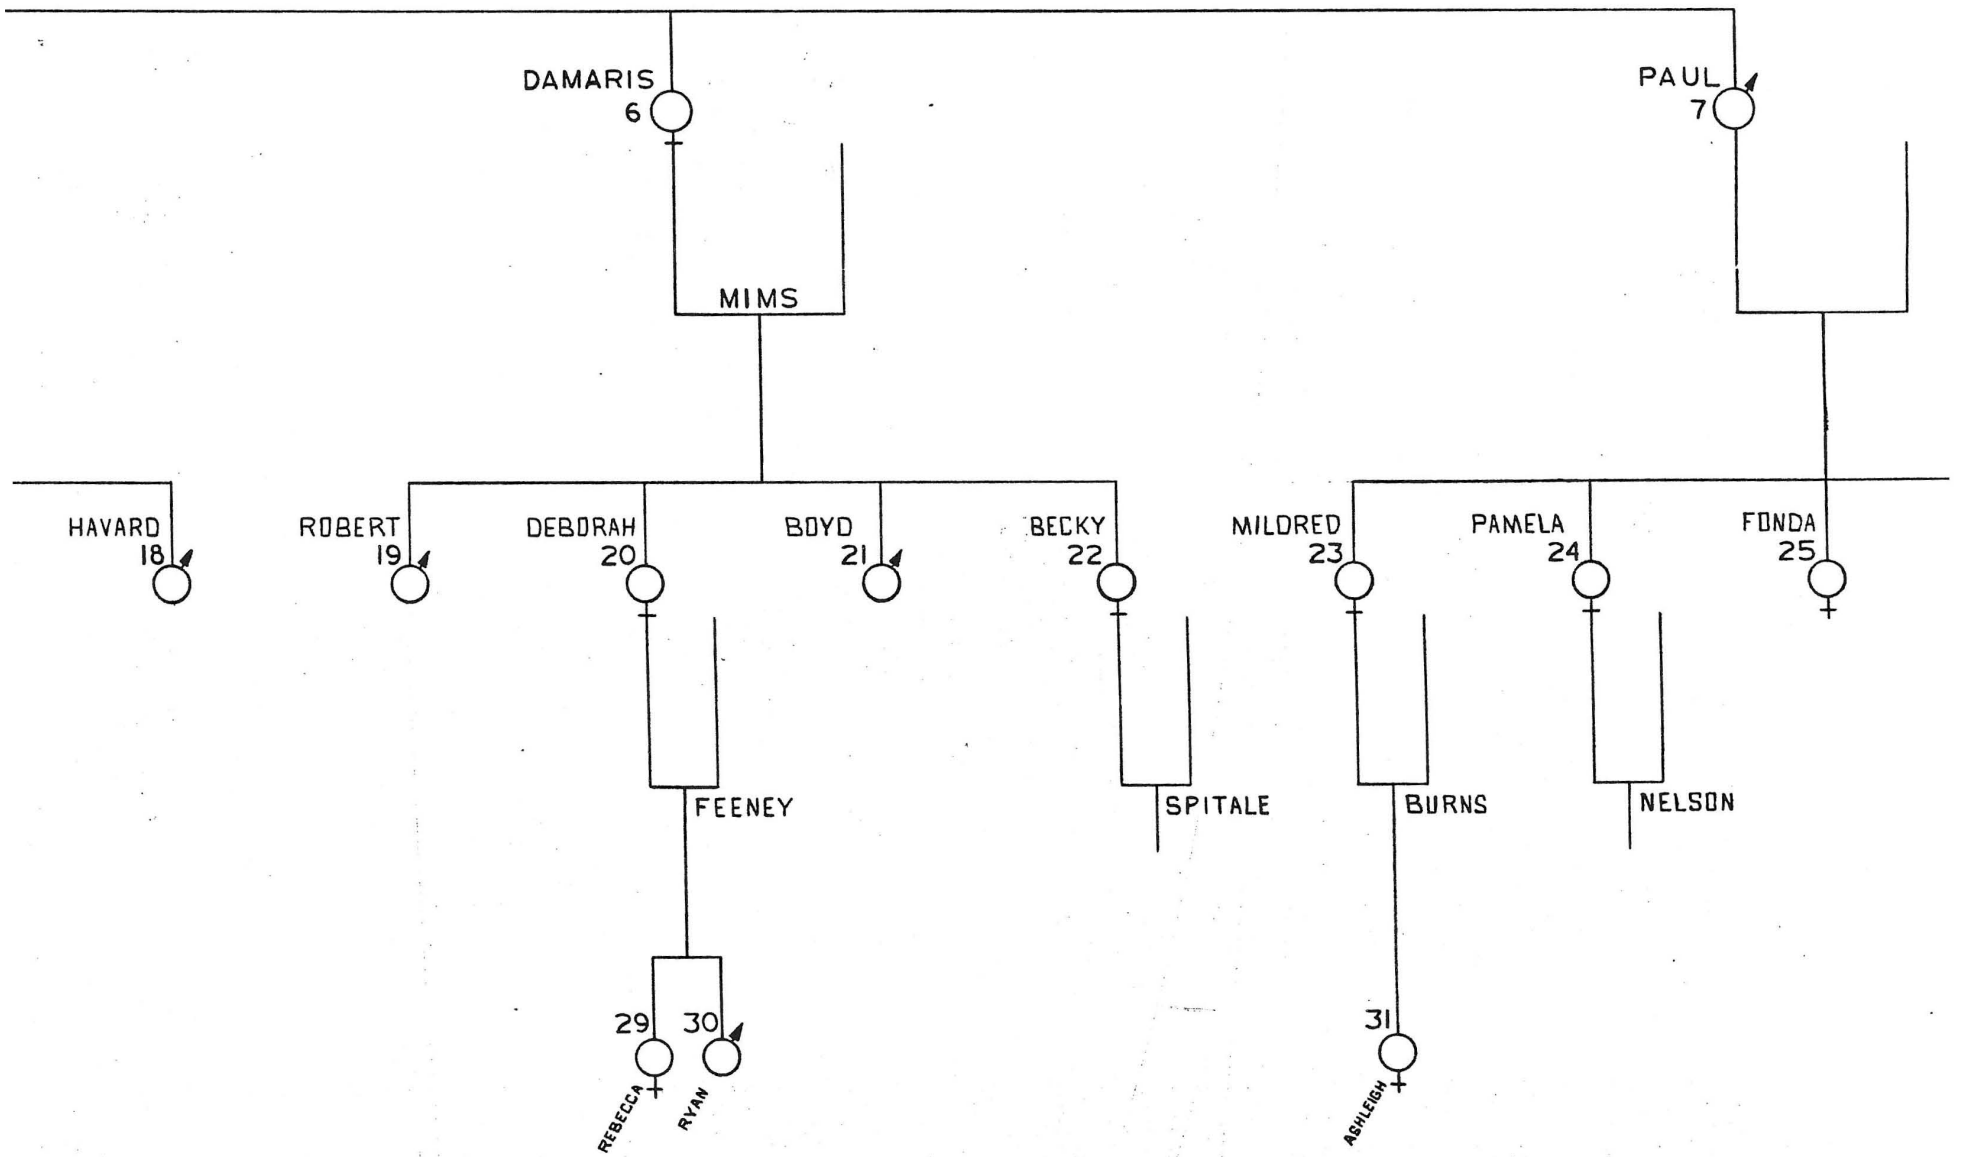 DAMARIS
6
PAUL
7
MIMS
HAVARD
18
ROBERT
19
DEBORAH
20
BOYD
21
BECKY
22
MILDRED
23
PAMELA
24
FONDA
25
FEENEY
SPITALE
BURNS
NELSON
29
30
31
REBECCA
RYAN
ASHLEIGH